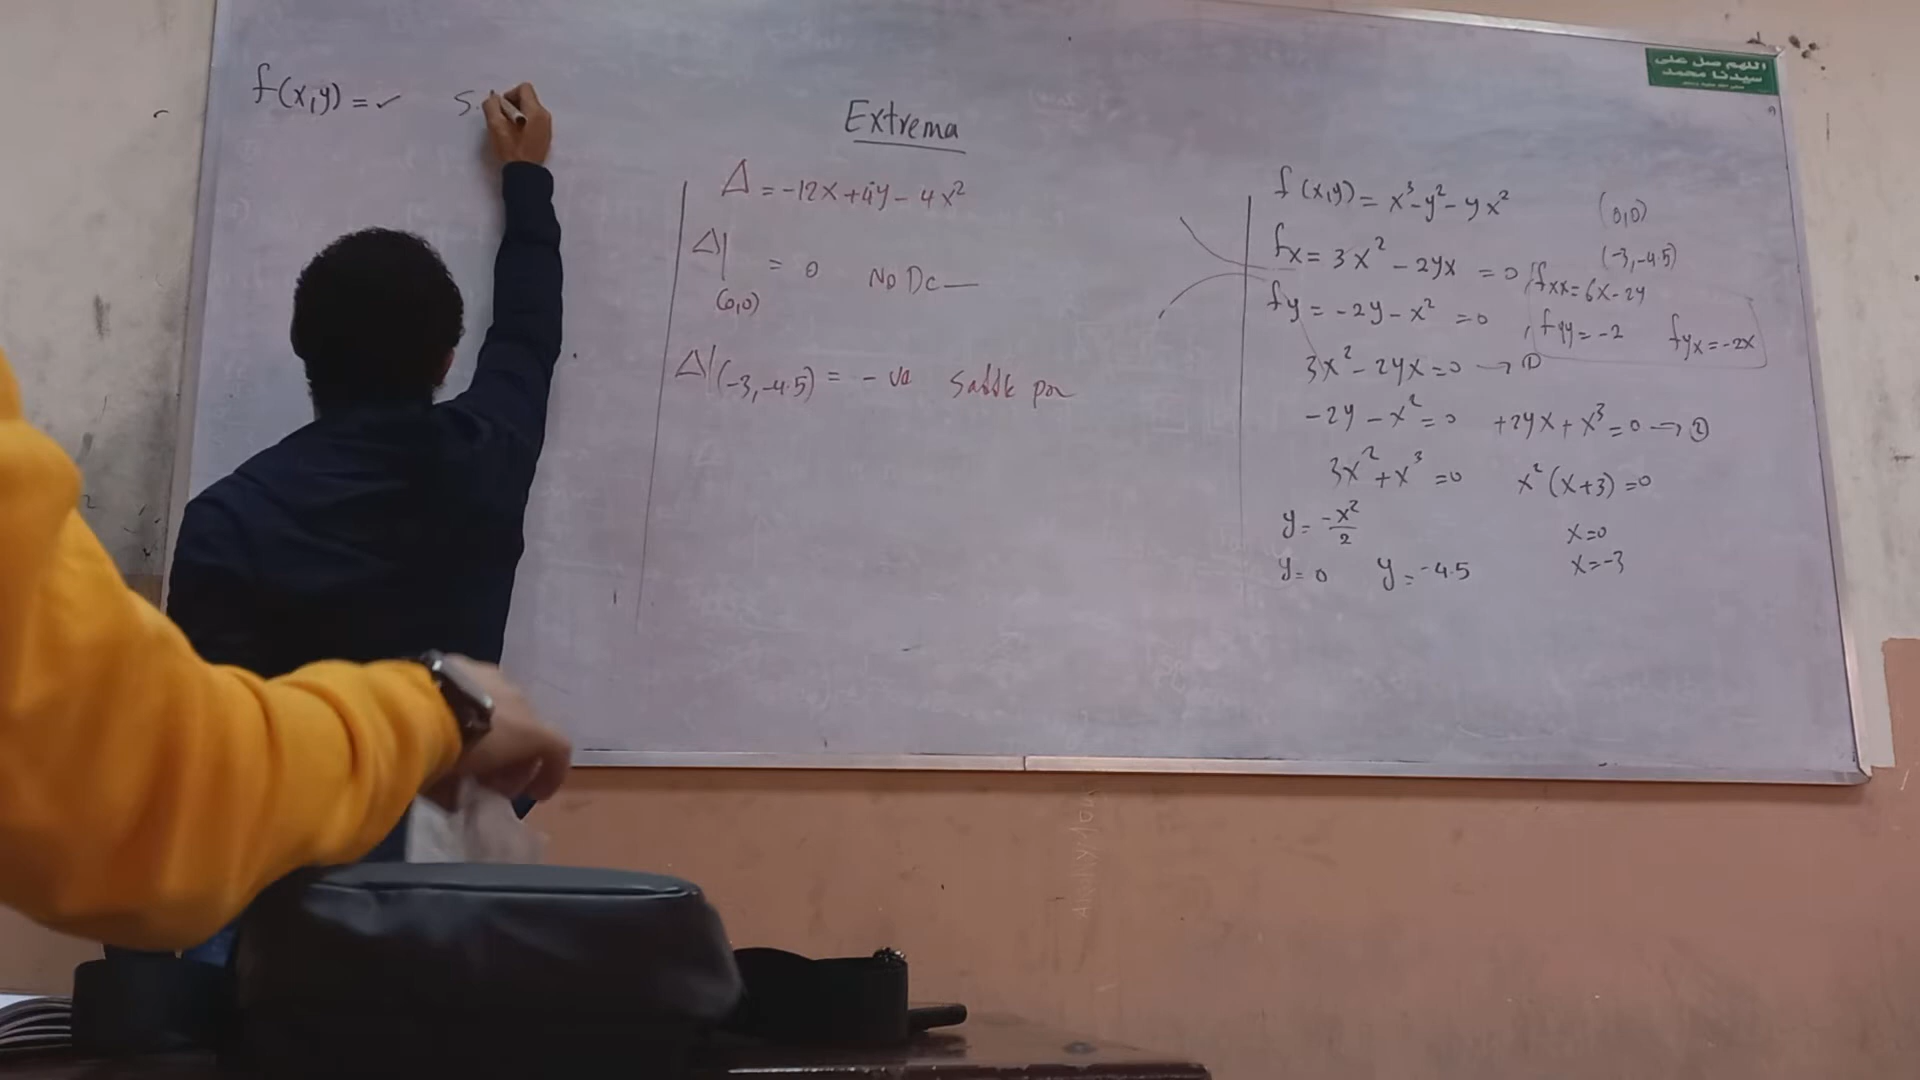 f(x,y) = ✓ S.
Extrema
Δ = -12x + 4y - 4x²
Δ|(0,0) = 0 No Dc
Δ|(-3,-4.5) = - ve Saddle poi
اللهم صل على
سيدنا محمد
f(x,y) = x³ - y² - yx² (0,0)
fx = 3x² - 2yx = 0 (-3,-4.5)
, fxx = 6x - 2y
fy = -2y - x² = 0 , fyy = -2 fyx = -2x
3x² - 2yx = 0 → ①
-2y - x² = 0 +2yx + x³ = 0 → ②
3x² + x³ = 0 x²(x+3) = 0
y = -x²/2 x = 0
y = 0 y = -4.5 x = -3